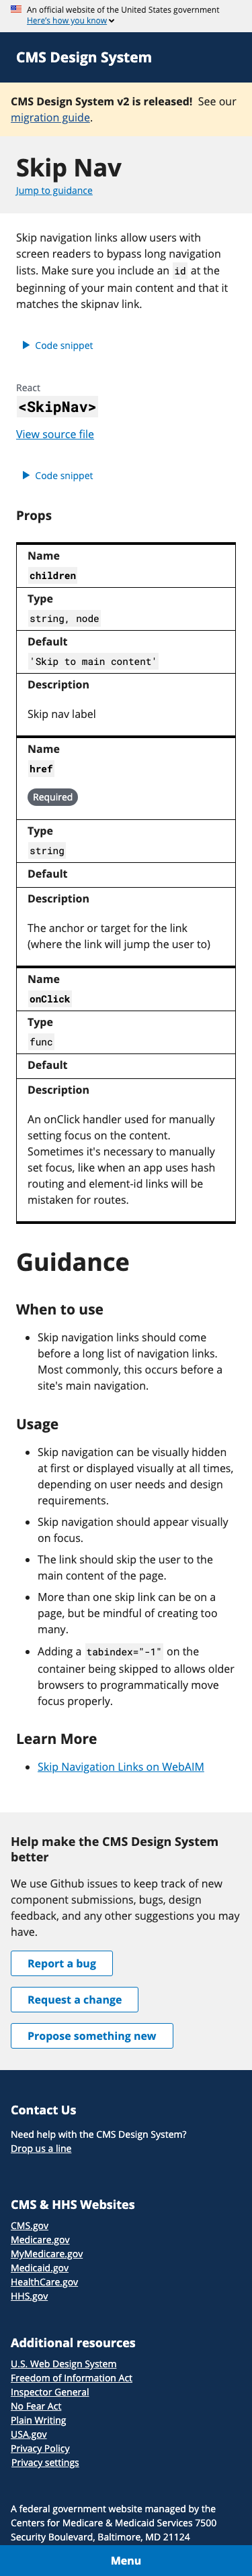 An official website of the United States government
Here's how you know
CMS Design System
CMS Design System v2 is released! See our
migration guide.
Skip Nav
Jump to guidance
Skip navigation links allow users with
screen readers to bypass long navigation
lists. Make sure you include an id at the
beginning of your main content and that it
matches the skipnav link.
Code snippet
React
<SkipNav>
View source file
Code snippet
Props
Name
children
Type
string, node
Default
'Skip to main content'
Description
Skip nav label
Name
href
Required
Type
string
Default
Description
The anchor or target for the link
(where the link will jump the user to)
Name
onClick
Type
func
Default
Description
An onClick handler used for manually
setting focus on the content.
Sometimes it's necessary to manually
set focus, like when an app uses hash
routing and element-id links will be
mistaken for routes.
Guidance
When to use
Skip navigation links should come
before a long list of navigation links.
Most commonly, this occurs before a
site's main navigation.
Usage
Skip navigation can be visually hidden
at first or displayed visually at all times,
depending on user needs and design
requirements.
Skip navigation should appear visually
on focus.
The link should skip the user to the
main content of the page.
More than one skip link can be on a
page, but be mindful of creating too
many.
Adding a tabindex="-1" on the
container being skipped to allows older
browsers to programmatically move
focus properly.
Learn More
Skip Navigation Links on WebAIM
Help make the CMS Design System
better
We use Github issues to keep track of new
component submissions, bugs, design
feedback, and any other suggestions you may
have.
Report a bug
Request a change
Propose something new
Contact Us
Need help with the CMS Design System?
Drop us a line
CMS & HHS Websites
CMS.gov
Medicare.gov
MyMedicare.gov
Medicaid.gov
HealthCare.gov
HHS.gov
Additional resources
U.S. Web Design System
Freedom of Information Act
Inspector General
No Fear Act
Plain Writing
USA.gov
Privacy Policy
Privacy settings
A federal government website managed by the
Centers for Medicare & Medicaid Services 7500
Security Boulevard, Baltimore, MD 21124
Menu